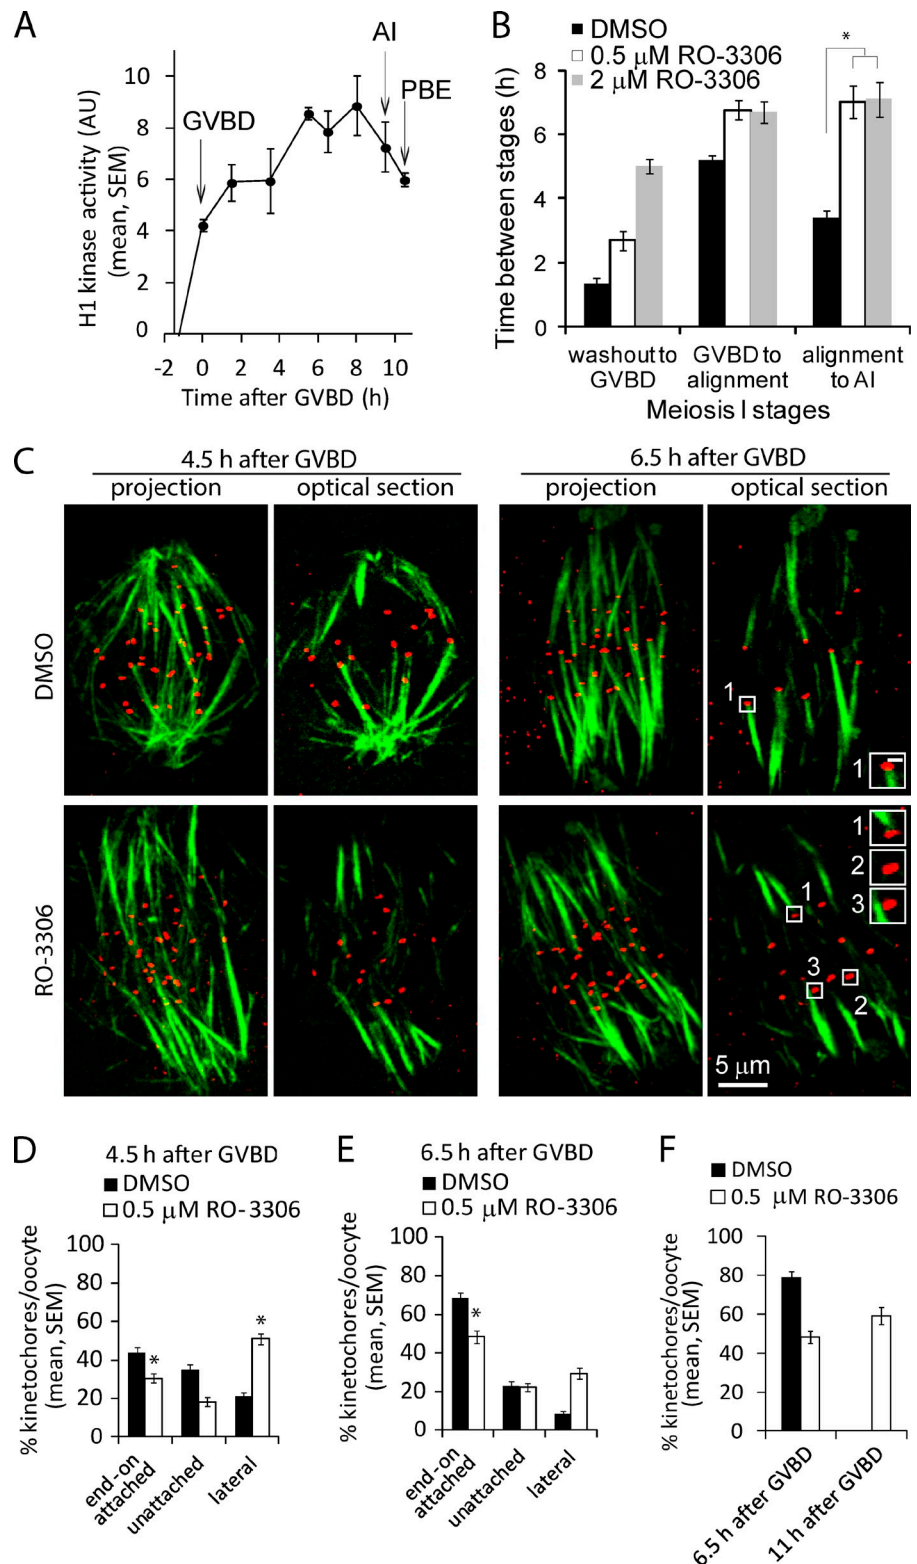 A
H1 kinase activity (AU)
(mean, SEM)
10
8
6
4
2
0
GVBD
AI
PBE
-2 0 2 4 6 8 10
Time after GVBD (h)
B
DMSO
0.5 µM RO-3306
2 µM RO-3306
*
Time between stages (h)
8
6
4
2
0
washout to
GVBD
GVBD to
alignment
alignment
to AI
Meiosis I stages
C
4.5 h after GVBD
6.5 h after GVBD
projection
optical section
projection
optical section
DMSO
1
1
RO-3306
1
2
3
1
3
2
5 µm
D
4.5 h after GVBD
DMSO
0.5 µM RO-3306
% kinetochores/oocyte
(mean, SEM)
100
80
60
40
20
0
*
*
end-on
attached
unattached
lateral
E
6.5 h after GVBD
DMSO
0.5 µM RO-3306
% kinetochores/oocyte
(mean, SEM)
100
80
60
40
20
0
*
end-on
attached
unattached
lateral
F
DMSO
0.5 µM RO-3306
% kinetochores/oocyte
(mean, SEM)
100
80
60
40
20
0
6.5 h after GVBD
11 h after GVBD